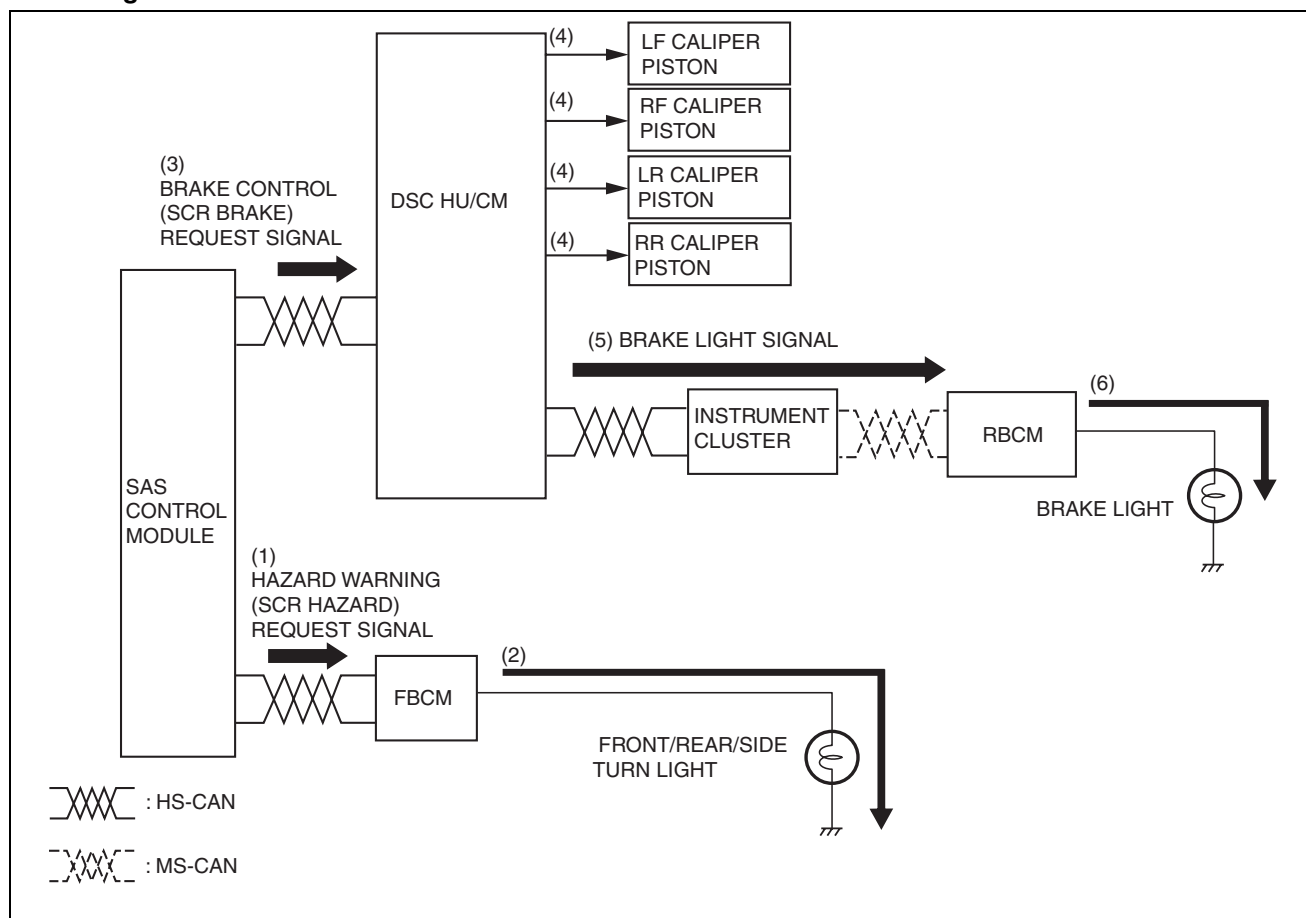 (4)
LF CALIPER
PISTON
(4)
RF CALIPER
PISTON
(3)
BRAKE CONTROL
(SCR BRAKE)
REQUEST SIGNAL
DSC HU/CM
(4)
LR CALIPER
PISTON
(4)
RR CALIPER
PISTON
(5) BRAKE LIGHT SIGNAL
(6)
INSTRUMENT
CLUSTER
RBCM
SAS
CONTROL
MODULE
BRAKE LIGHT
(1)
HAZARD WARNING
(SCR HAZARD)
REQUEST SIGNAL
(2)
FBCM
FRONT/REAR/SIDE
TURN LIGHT
: HS-CAN
: MS-CAN